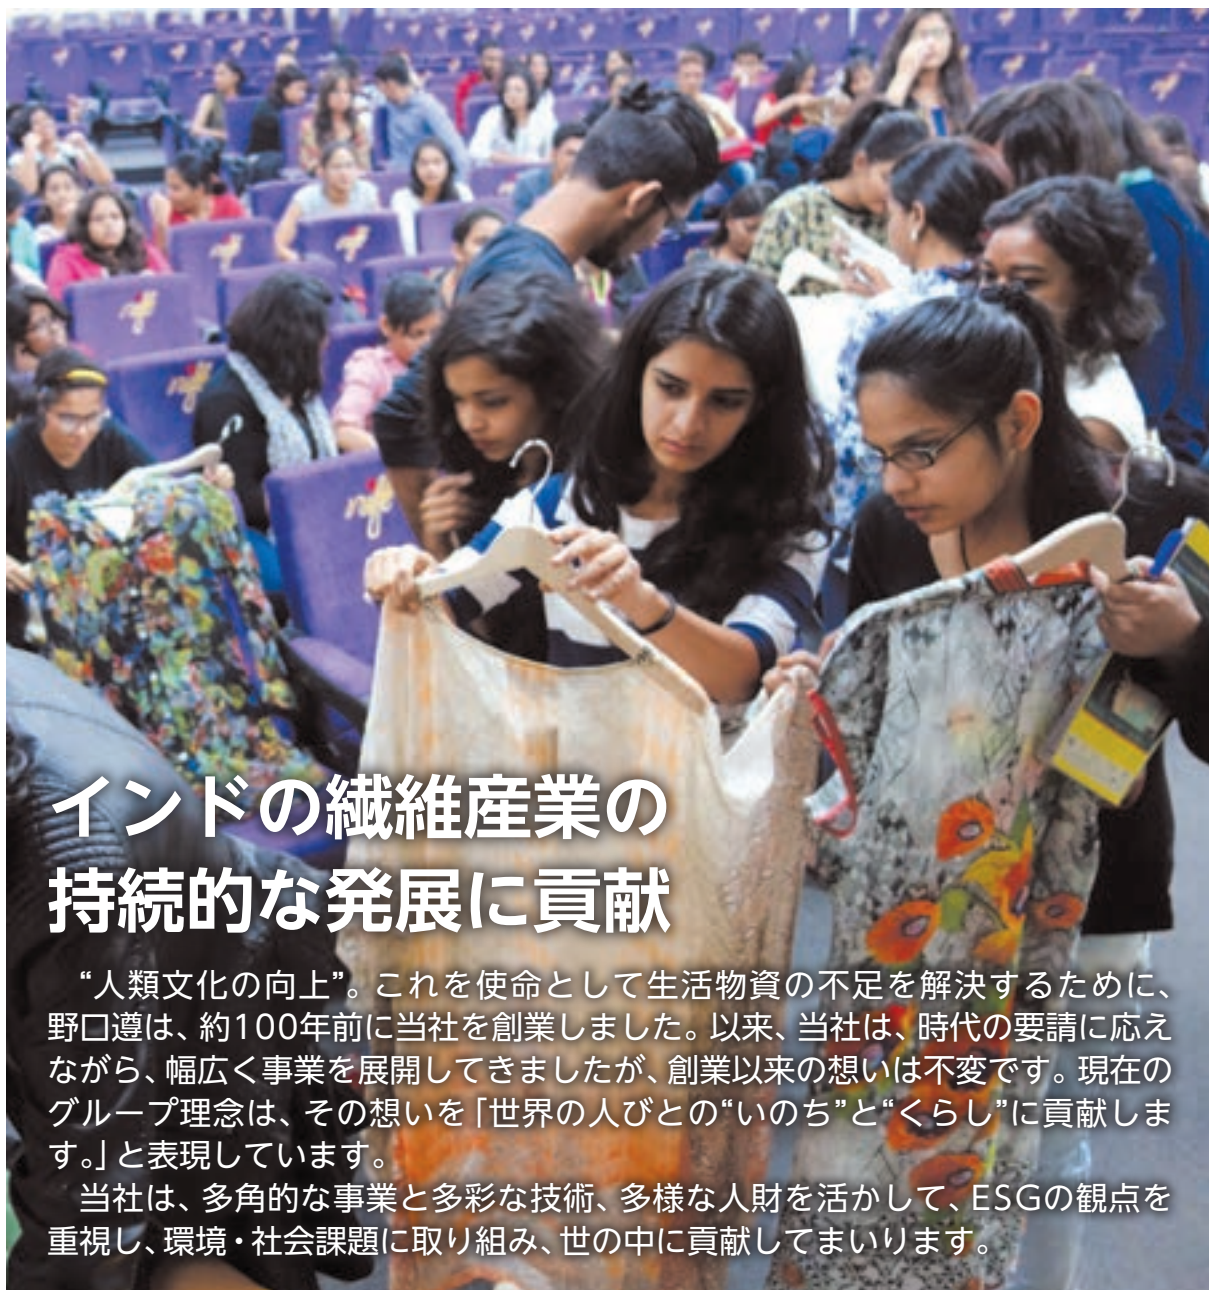 インドの繊維産業の
持続的な発展に貢献
“人類文化の向上”。これを使命として生活物資の不足を解決するために、
野口遵は、約100年前に当社を創業しました。以来、当社は、時代の要請に応え
ながら、幅広く事業を展開してきましたが、創業以来の想いは不変です。現在の
グループ理念は、その想いを「世界の人びとの“いのち”と“くらし”に貢献しま
す。」と表現しています。
当社は、多角的な事業と多彩な技術、多様な人財を活かして、ESGの観点を
重視し、環境・社会課題に取り組み、世の中に貢献してまいります。